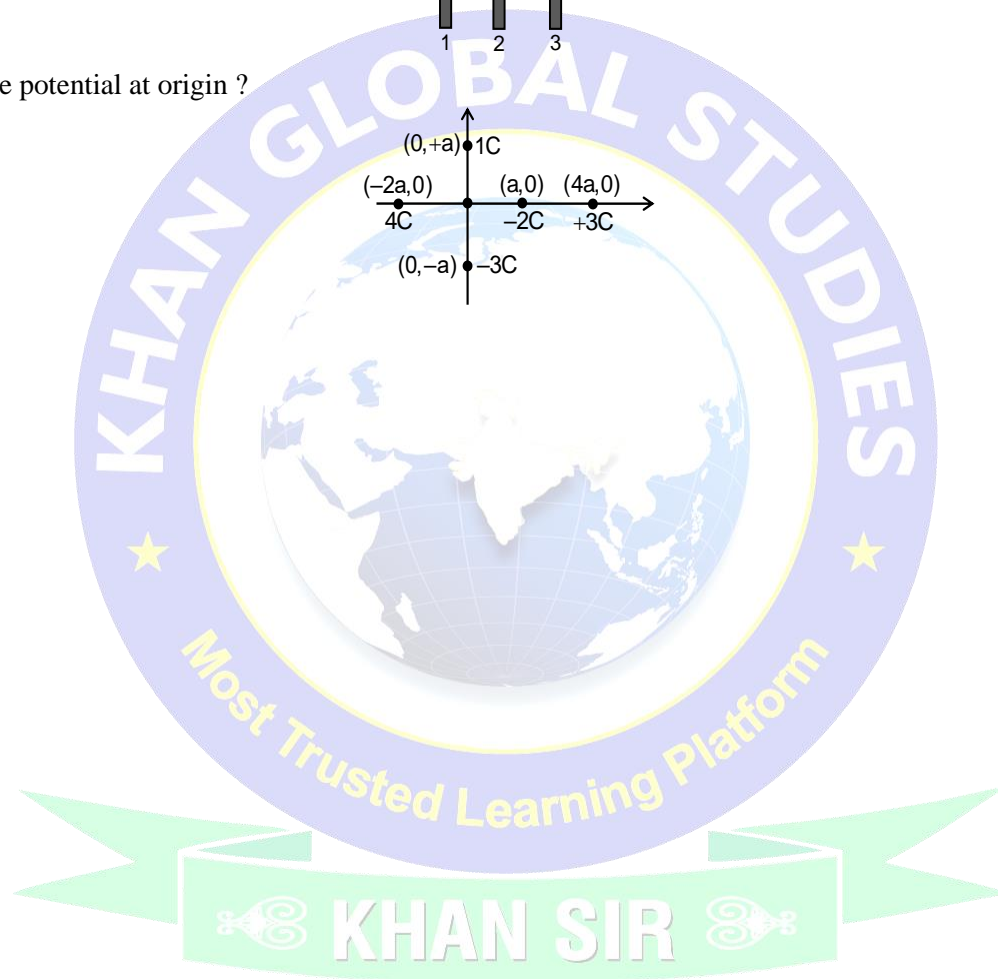 1 2 3
e potential at origin ?
(0,+a) 1C
(–2a,0) (a,0) (4a,0)
4C –2C +3C
(0,–a) –3C
KHAN GLOBAL STUDIES
Most Trusted Learning Platform
KHAN SIR